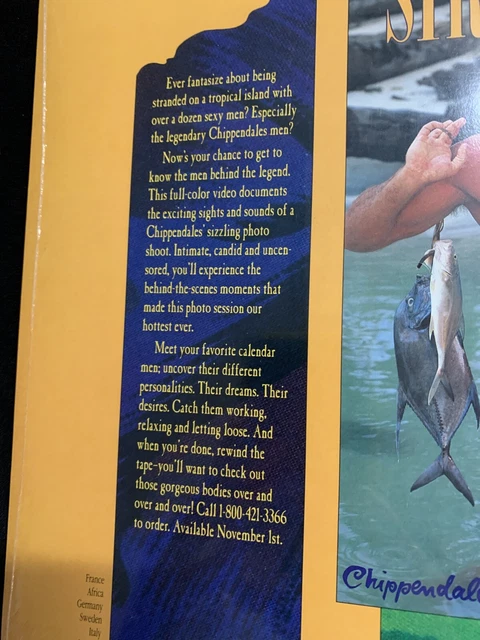 Ever fantasize about being
stranded on a tropical island with
over a dozen sexy men? Especially
the legendary Chippendales men?
Now's your chance to get to
know the men behind the legend.
This full-color video documents
the exciting sights and sounds of a
Chippendales' sizzling photo
shoot. Intimate, candid and uncen-
sored, you'll experience the
behind-the-scenes moments that
made this photo session our
hottest ever.
Meet your favorite calendar
men; uncover their different
personalities. Their dreams. Their
desires. Catch them working,
relaxing and letting loose. And
when you're done, rewind the
tape–you'll want to check out
those gorgeous bodies over and
over and over! Call 1-800-421-3366
to order. Available November 1st.
France
Africa
Germany
Sweden
Italy
Chippendal